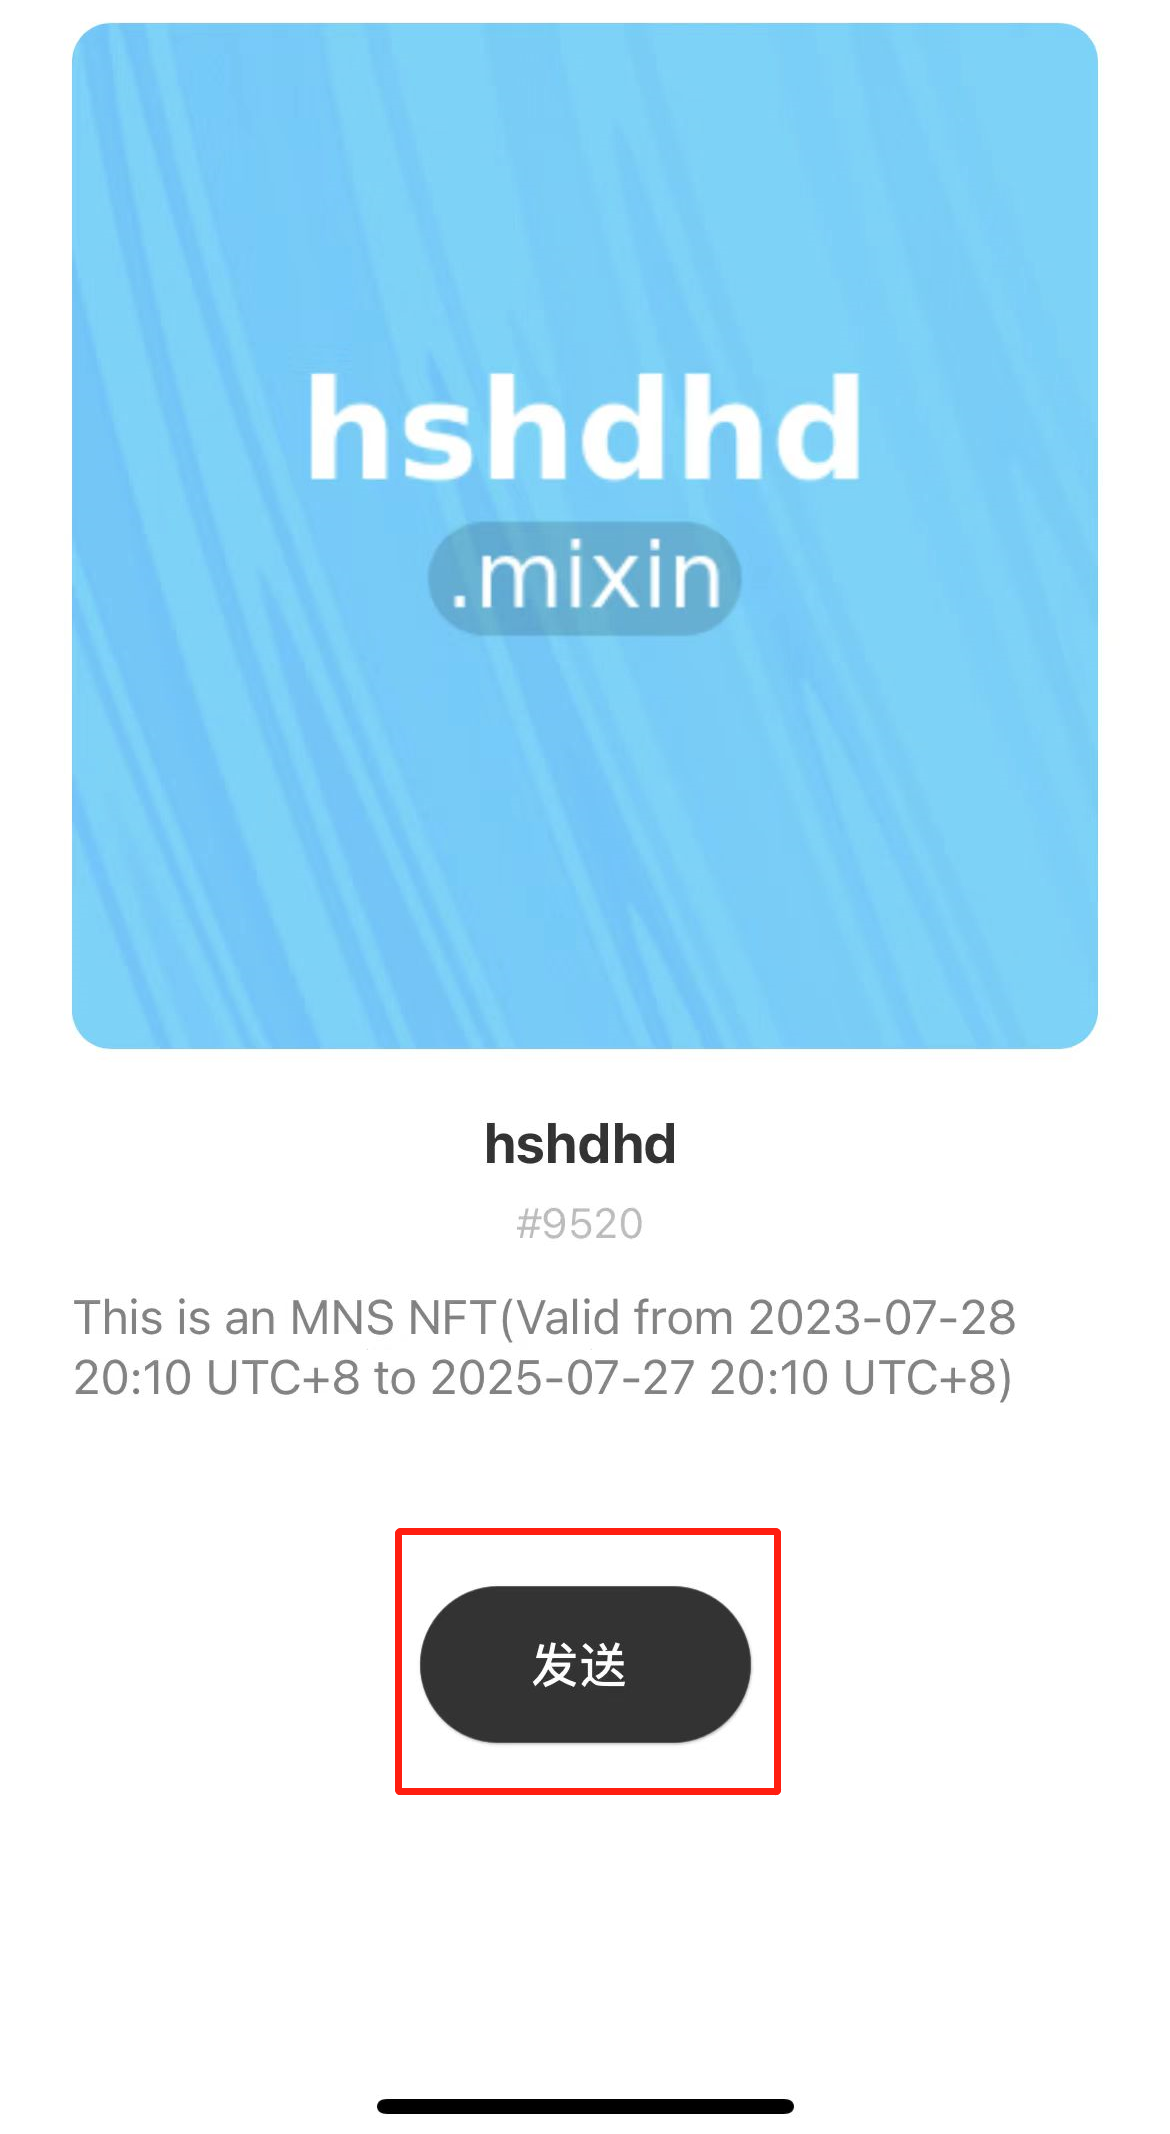 hshdhd
.mixin
hshdhd
#9520
This is an MNS NFT(Valid from 2023-07-28
20:10 UTC+8 to 2025-07-27 20:10 UTC+8)
发送